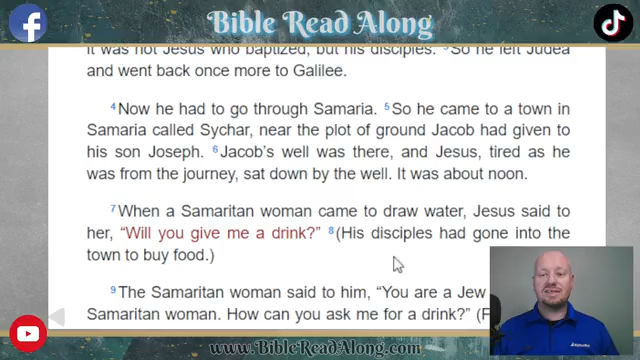 Bible Read Along
it was not Jesus who baptized, but his disciples. So he left Judea
and went back once more to Galilee.
4 Now he had to go through Samaria. 5 So he came to a town in
Samaria called Sychar, near the plot of ground Jacob had given to
his son Joseph. 6 Jacob's well was there, and Jesus, tired as he
was from the journey, sat down by the well. It was about noon.
7 When a Samaritan woman came to draw water, Jesus said to
her, “Will you give me a drink?” 8 (His disciples had gone into the
town to buy food.)
9 The Samaritan woman said to him, “You are a Jew
Samaritan woman. How can you ask me for a drink?” (F
www.BibleReadAlong.com